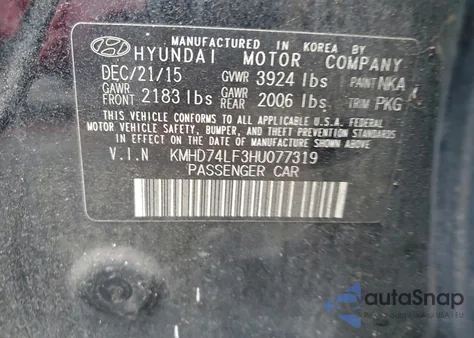 MANUFACTURED IN KOREA BY
HYUNDAI MOTOR COMPANY
DEC/21/15 GVWR 3924 lbs PAINT NKA
GAWR FRONT 2183 lbs GAWR REAR 2006 lbs TRIM PKG
THIS VEHICLE CONFORMS TO ALL APPLICABLE U.S.A. FEDERAL
MOTOR VEHICLE SAFETY, BUMPER, AND THEFT PREVENTION STANDARDS
IN EFFECT ON THE DATE OF MANUFACTURE SHOWN ABOVE.
V.I.N KMHD74LF3HU077319
PASSENGER CAR
autoSnap